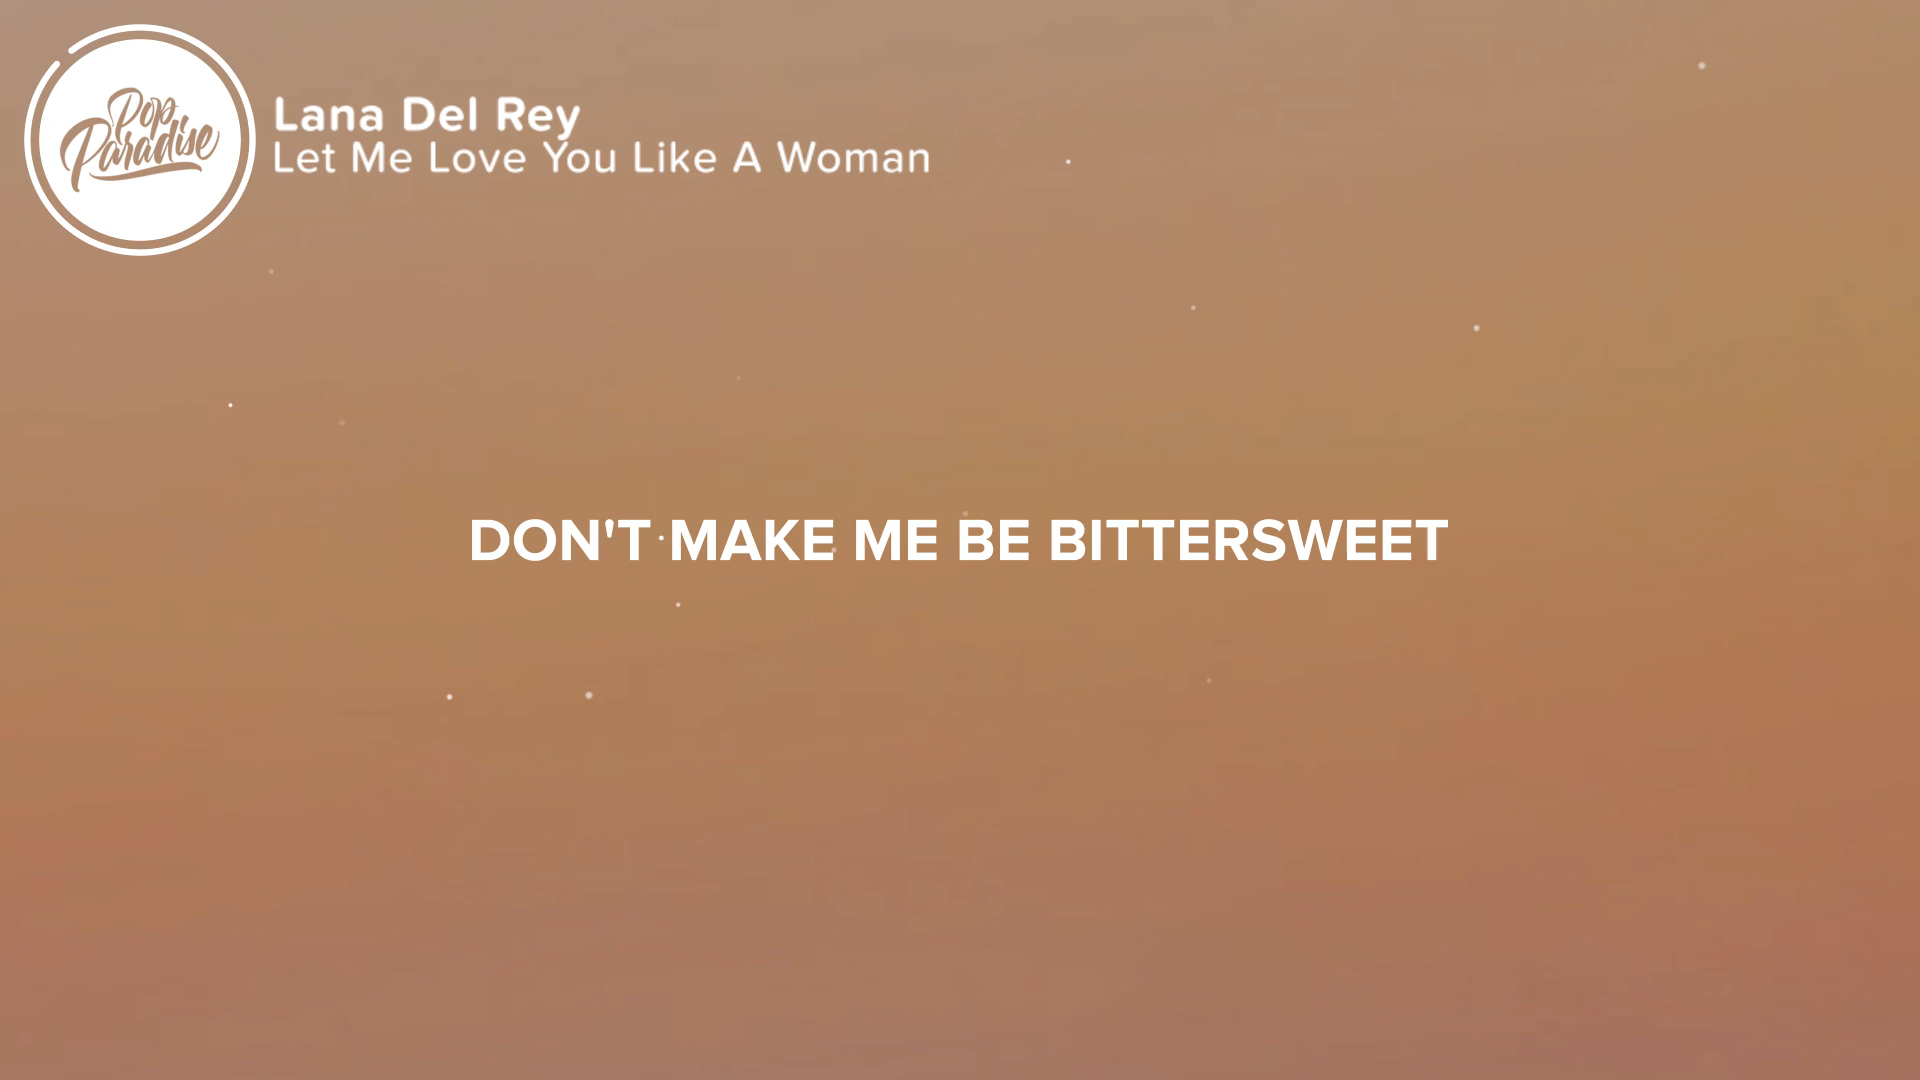 Pop
Paradise
Lana Del Rey
Let Me Love You Like A Woman
DON'T MAKE ME BE BITTERSWEET